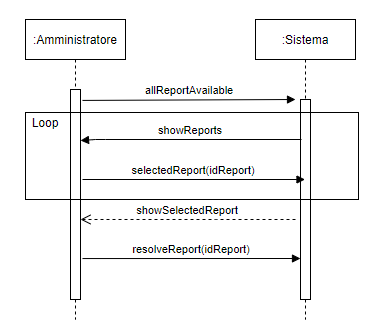 :Amministratore
:Sistema
allReportAvailable
Loop
showReports
selectedReport(idReport)
showSelectedReport
resolveReport(idReport)